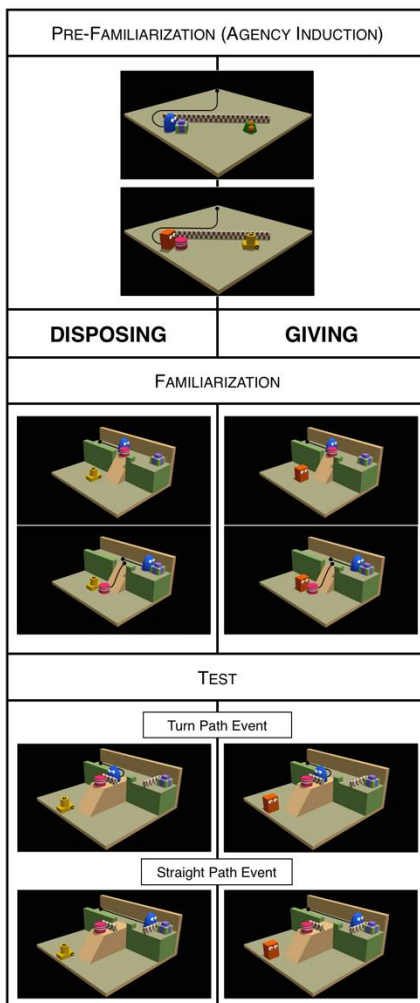 PRE-FAMILIARIZATION (AGENCY INDUCTION)
DISPOSING GIVING
FAMILIARIZATION
TEST
Turn Path Event
Straight Path Event